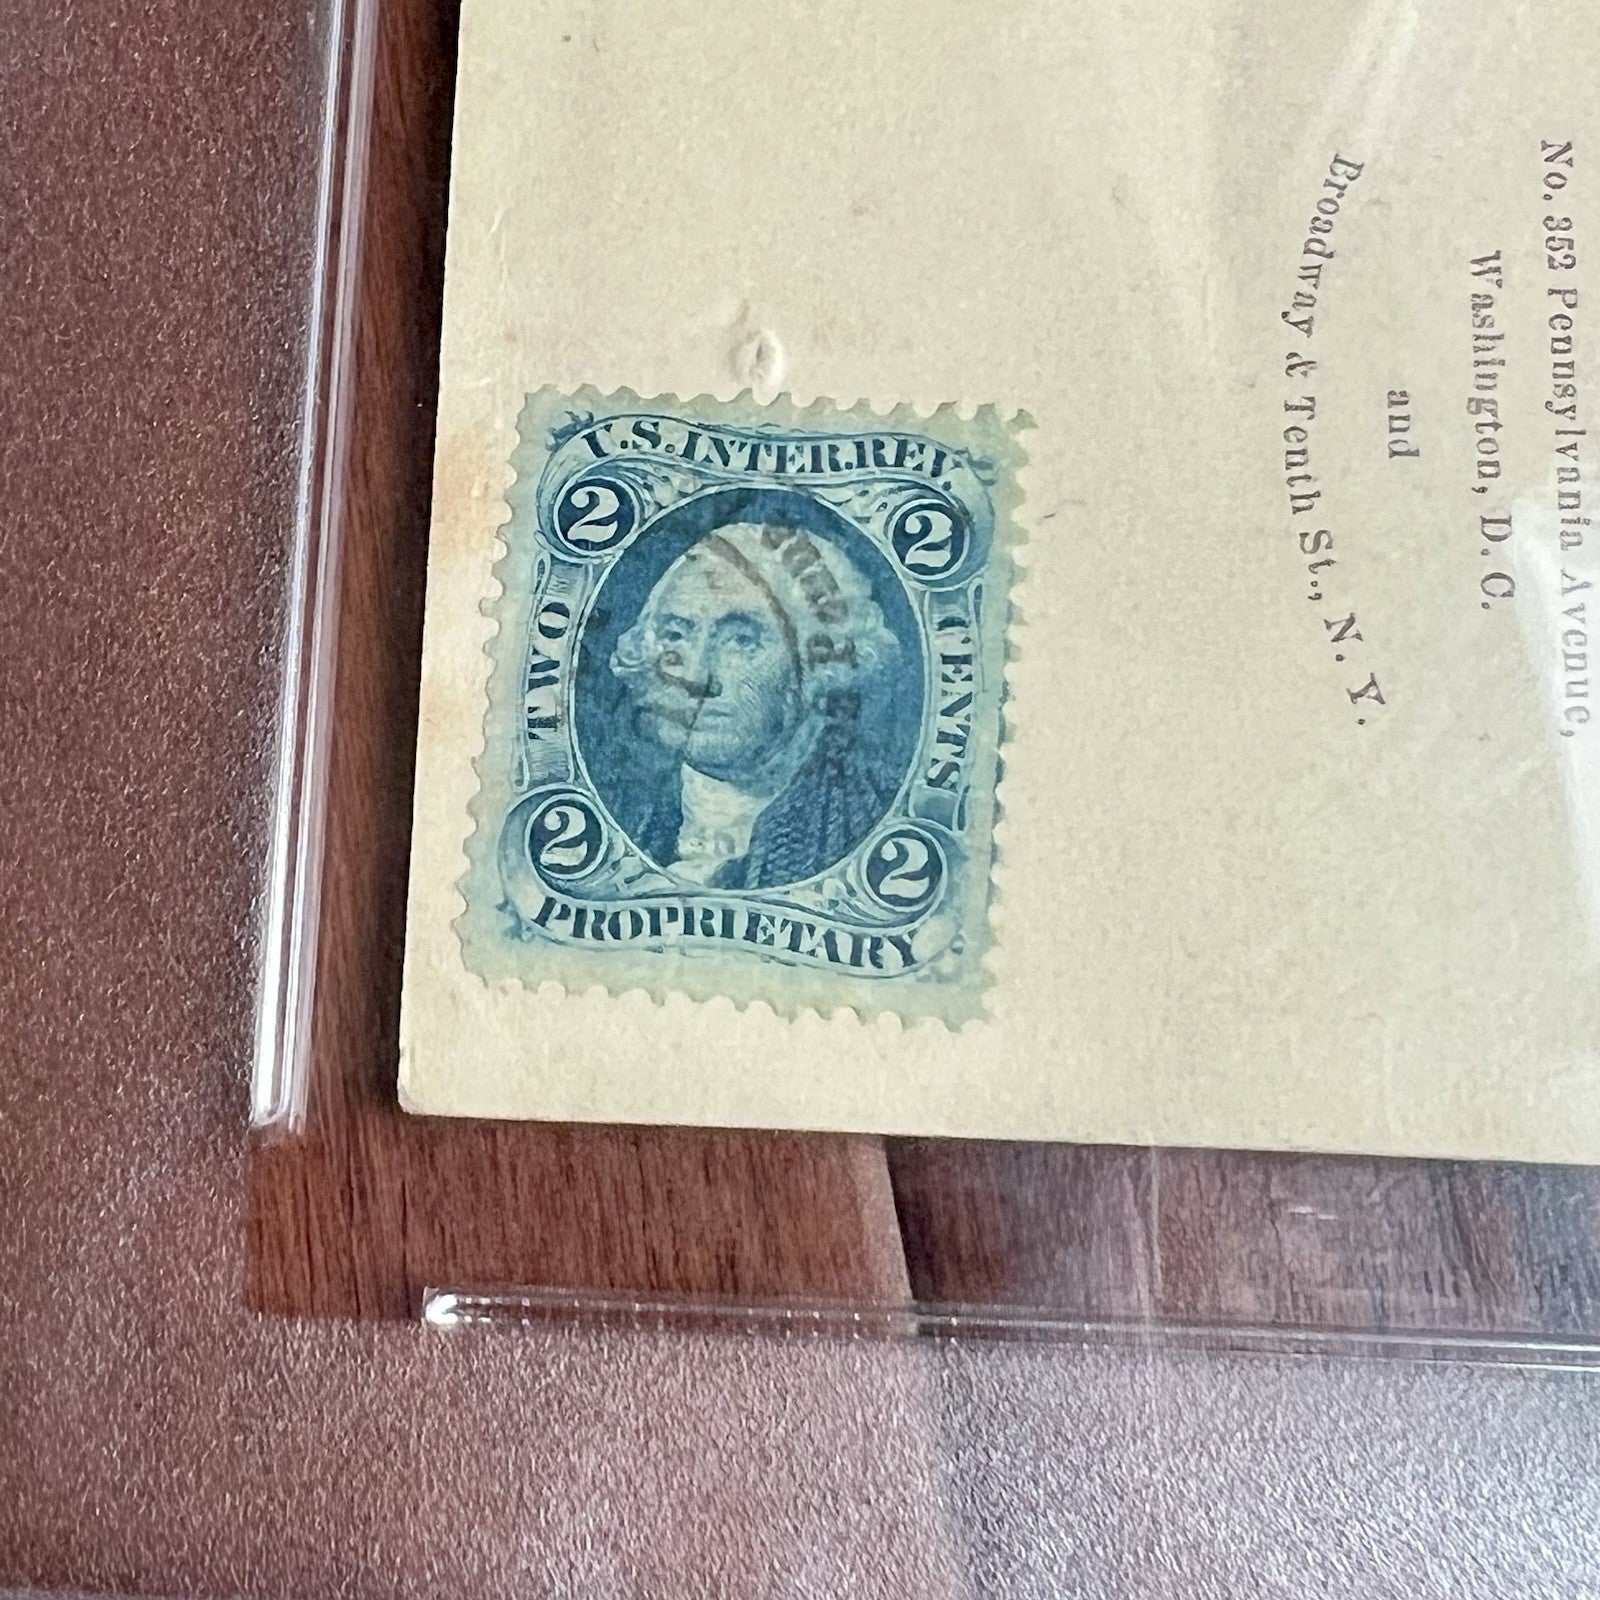 U.S. INTER. REV.
2 2
TWO CENTS
2 2
PROPRIETARY
No. 352 Pennsylvania Avenue,
Washington, D. C.
and
Broadway & Tenth St., N. Y.